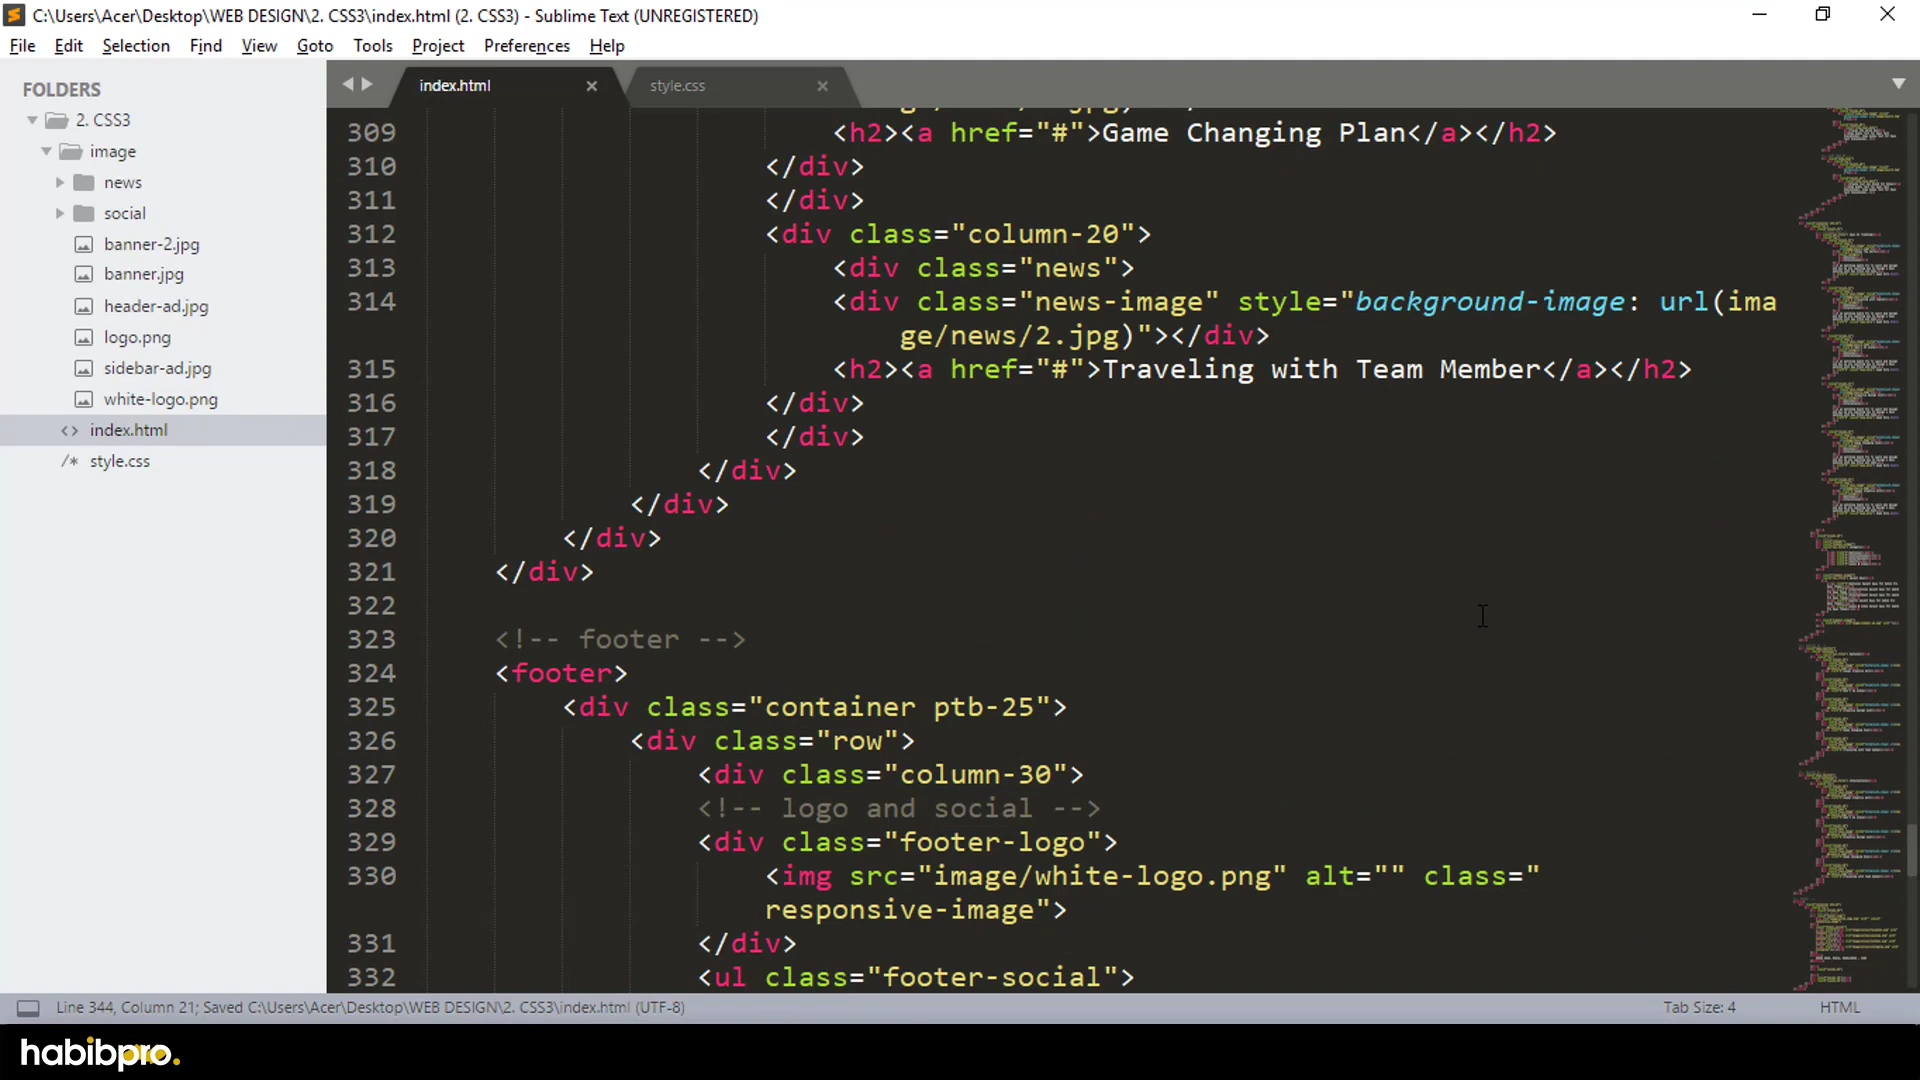 C:\Users\Acer\Desktop\WEB DESIGN\2. CSS3\index.html (2. CSS3) - Sublime Text (UNREGISTERED)
File Edit Selection Find View Goto Tools Project Preferences Help
FOLDERS
2. CSS3
image
news
social
banner-2.jpg
banner.jpg
header-ad.jpg
logo.png
sidebar-ad.jpg
white-logo.png
<> index.html
/* style.css
index.html
style.css
309 <h2><a href="#">Game Changing Plan</a></h2>
310 </div>
311 </div>
312 <div class="column-20">
313 <div class="news">
314 <div class="news-image" style="background-image: url(ima
ge/news/2.jpg)"></div>
315 <h2><a href="#">Traveling with Team Member</a></h2>
316 </div>
317 </div>
318 </div>
319 </div>
320 </div>
321 </div>
322
323 <!-- footer -->
324 <footer>
325 <div class="container ptb-25">
326 <div class="row">
327 <div class="column-30">
328 <!-- logo and social -->
329 <div class="footer-logo">
330 <img src="image/white-logo.png" alt="" class="
responsive-image">
331 </div>
332 <ul class="footer-social">
Line 344, Column 21; Saved C:\Users\Acer\Desktop\WEB DESIGN\2. CSS3\index.html (UTF-8)
Tab Size: 4
HTML
habibpro.